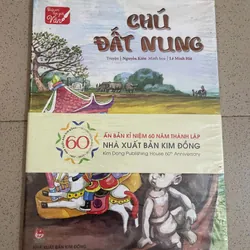 CHÚ
ĐẤT NUNG
Truyện | Nguyễn Kiên
60
ẤN BẢN KỈ NIỆM 60 NĂM THÀNH LẬP
NHÀ XUẤT BẢN KIM ĐỒNG
Kim Dong Publishing House 60th Anniversary